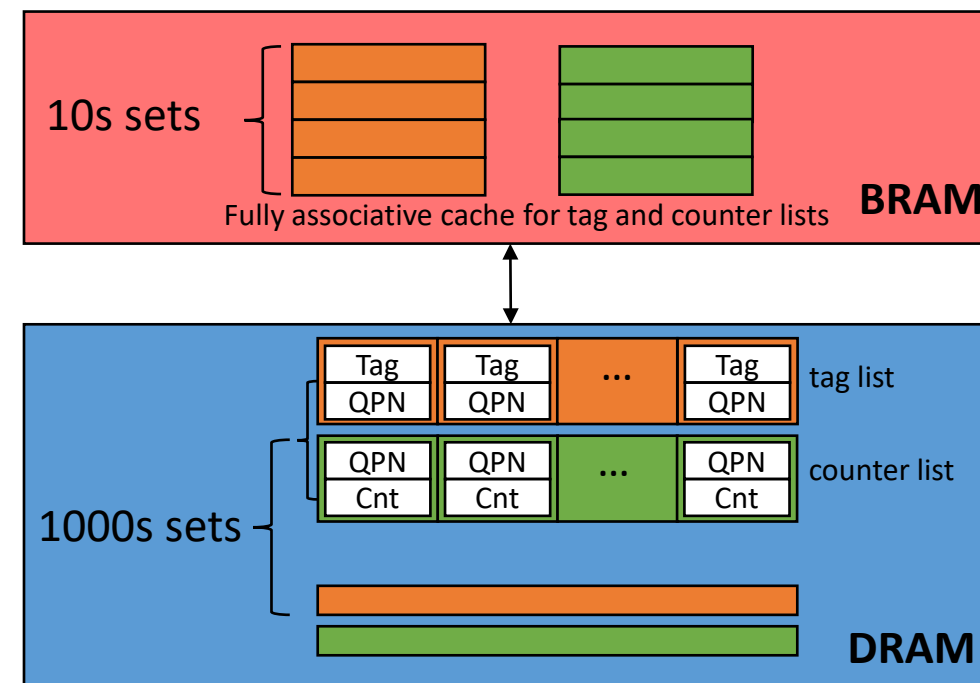 10s sets
Fully associative cache for tag and counter lists
BRAM
Tag Tag ... Tag
QPN QPN QPN
tag list
QPN QPN ... QPN
Cnt Cnt Cnt
counter list
1000s sets
DRAM